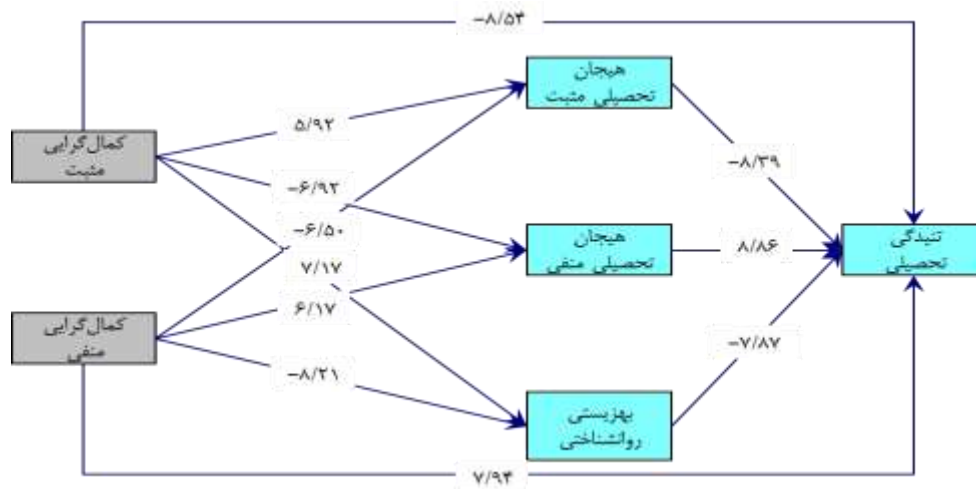 -۸/۵۴
هیجان
تحصیلی مثبت
۵/۹۲
کمال‌گرایی
مثبت
-۸/۳۹
-۶/۹۲
-۶/۵۰
هیجان
تحصیلی منفی
۸/۸۶
تنیدگی
تحصیلی
۷/۱۷
۶/۱۷
کمال‌گرایی
منفی
-۷/۸۷
-۸/۲۱
بهزیستی
روانشناختی
۷/۹۴